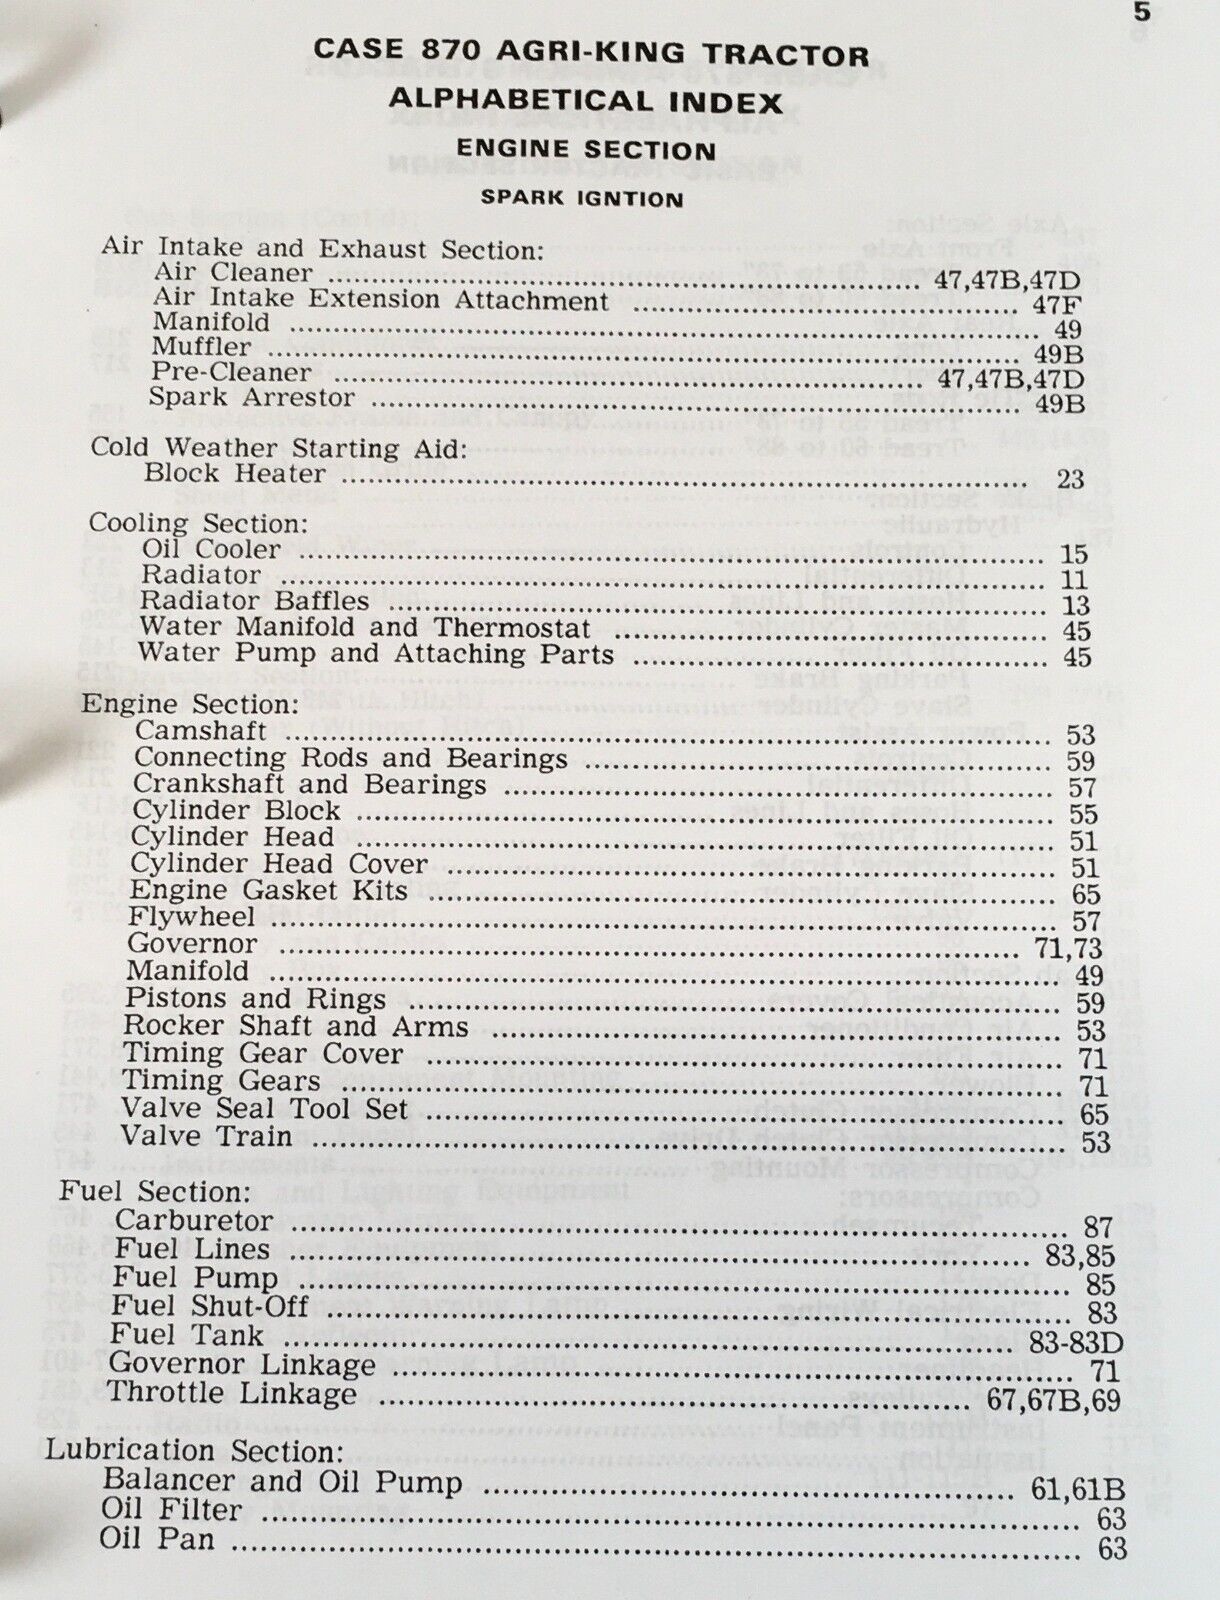 5
CASE 870 AGRI-KING TRACTOR
ALPHABETICAL INDEX
ENGINE SECTION
SPARK IGNTION
Air Intake and Exhaust Section:
Air Cleaner ........................ 47,47B,47D
Air Intake Extension Attachment ........................ 47F
Manifold ........................ 49
Muffler ........................ 49B
Pre-Cleaner ........................ 47,47B,47D
Spark Arrestor ........................ 49B
Cold Weather Starting Aid:
Block Heater ........................ 23
Cooling Section:
Oil Cooler ........................ 15
Radiator ........................ 11
Radiator Baffles ........................ 13
Water Manifold and Thermostat ........................ 45
Water Pump and Attaching Parts ........................ 45
Engine Section:
Camshaft ........................ 53
Connecting Rods and Bearings ........................ 59
Crankshaft and Bearings ........................ 57
Cylinder Block ........................ 55
Cylinder Head ........................ 51
Cylinder Head Cover ........................ 51
Engine Gasket Kits ........................ 65
Flywheel ........................ 57
Governor ........................ 71,73
Manifold ........................ 49
Pistons and Rings ........................ 59
Rocker Shaft and Arms ........................ 53
Timing Gear Cover ........................ 71
Timing Gears ........................ 71
Valve Seal Tool Set ........................ 65
Valve Train ........................ 53
Fuel Section:
Carburetor ........................ 87
Fuel Lines ........................ 83,85
Fuel Pump ........................ 85
Fuel Shut-Off ........................ 83
Fuel Tank ........................ 83-83D
Governor Linkage ........................ 71
Throttle Linkage ........................ 67,67B,69
Lubrication Section:
Balancer and Oil Pump ........................ 61,61B
Oil Filter ........................ 63
Oil Pan ........................ 63